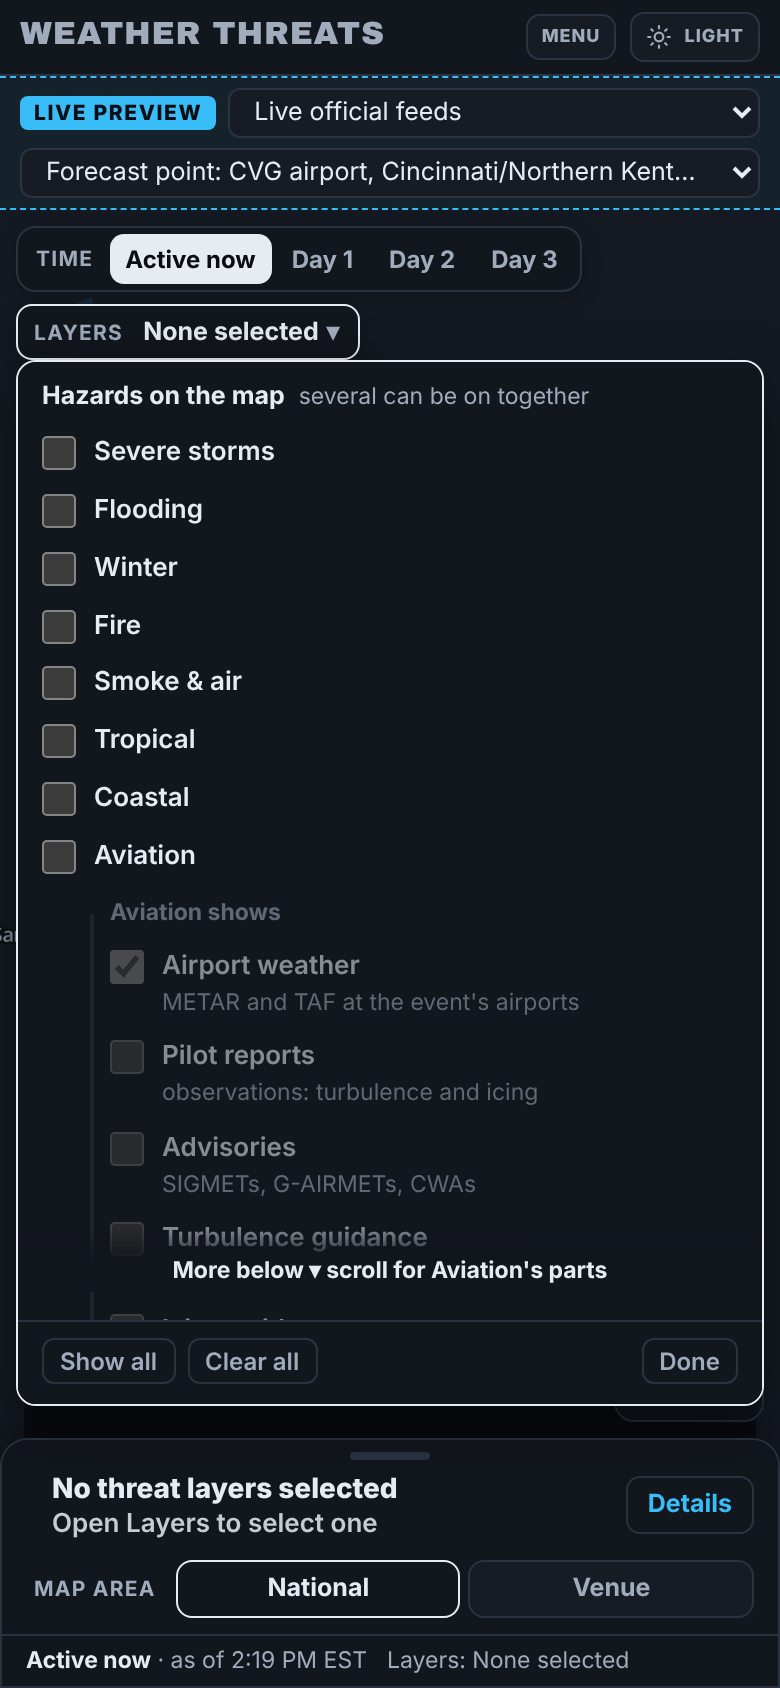 WEATHER THREATS
MENU
LIGHT
LIVE PREVIEW
Live official feeds
Forecast point: CVG airport, Cincinnati/Northern Kent...
TIME
Active now
Day 1
Day 2
Day 3
LAYERS
None selected ▾
Hazards on the map several can be on together
Severe storms
Flooding
Winter
Fire
Smoke & air
Tropical
Coastal
Aviation
Aviation shows
Airport weather
METAR and TAF at the event's airports
Pilot reports
observations: turbulence and icing
Advisories
SIGMETs, G-AIRMETs, CWAs
Turbulence guidance
More below ▾ scroll for Aviation's parts
Show all
Clear all
Done
No threat layers selected
Open Layers to select one
Details
MAP AREA
National
Venue
Active now · as of 2:19 PM EST Layers: None selected